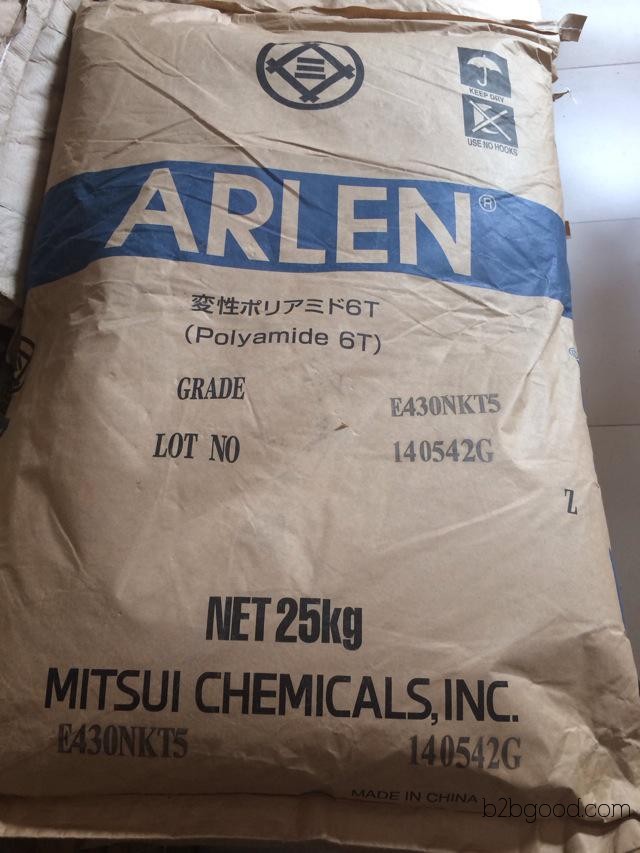 KEEP DRY
USE NO HOOKS
ARLEN®
変性ポリアミド6T
(Polyamide 6T)
GRADE E430NKT5
LOT NO 140542G
Z
NET 25kg
MITSUI CHEMICALS, INC.
E430NKT5 140542G
MADE IN CHINA
b2bgood.com